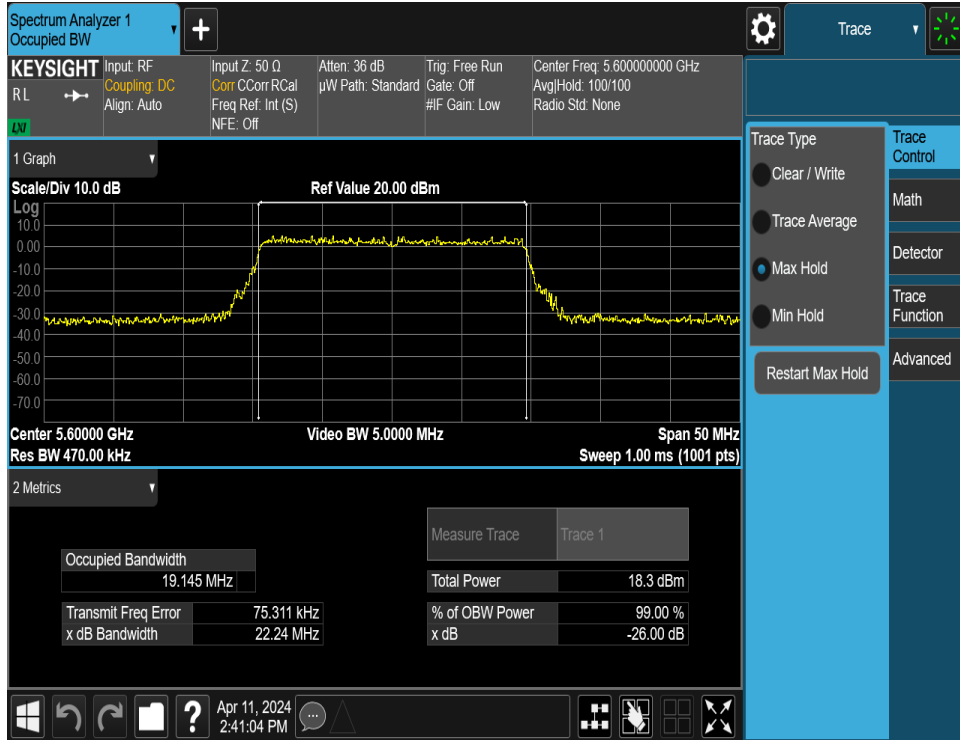 Spectrum Analyzer 1
Occupied BW
+
Trace
KEYSIGHT
R L
LXI
Input: RF
Coupling: DC
Align: Auto
Input Z: 50 Ω
Corr CCorr RCal
Freq Ref: Int (S)
NFE: Off
Atten: 36 dB
µW Path: Standard
Trig: Free Run
Gate: Off
#IF Gain: Low
Center Freq: 5.600000000 GHz
Avg|Hold: 100/100
Radio Std: None
1 Graph
Scale/Div 10.0 dB
Ref Value 20.00 dBm
Log
10.0
0.00
-10.0
-20.0
-30.0
-40.0
-50.0
-60.0
-70.0
Center 5.60000 GHz
Video BW 5.0000 MHz
Span 50 MHz
Res BW 470.00 kHz
Sweep 1.00 ms (1001 pts)
2 Metrics
Measure Trace
Trace 1
Occupied Bandwidth
19.145 MHz
Total Power
18.3 dBm
Transmit Freq Error
75.311 kHz
% of OBW Power
99.00 %
x dB Bandwidth
22.24 MHz
x dB
-26.00 dB
?
Apr 11, 2024
2:41:04 PM
Trace Type
Clear / Write
Trace Average
Max Hold
Min Hold
Restart Max Hold
Trace
Control
Math
Detector
Trace
Function
Advanced